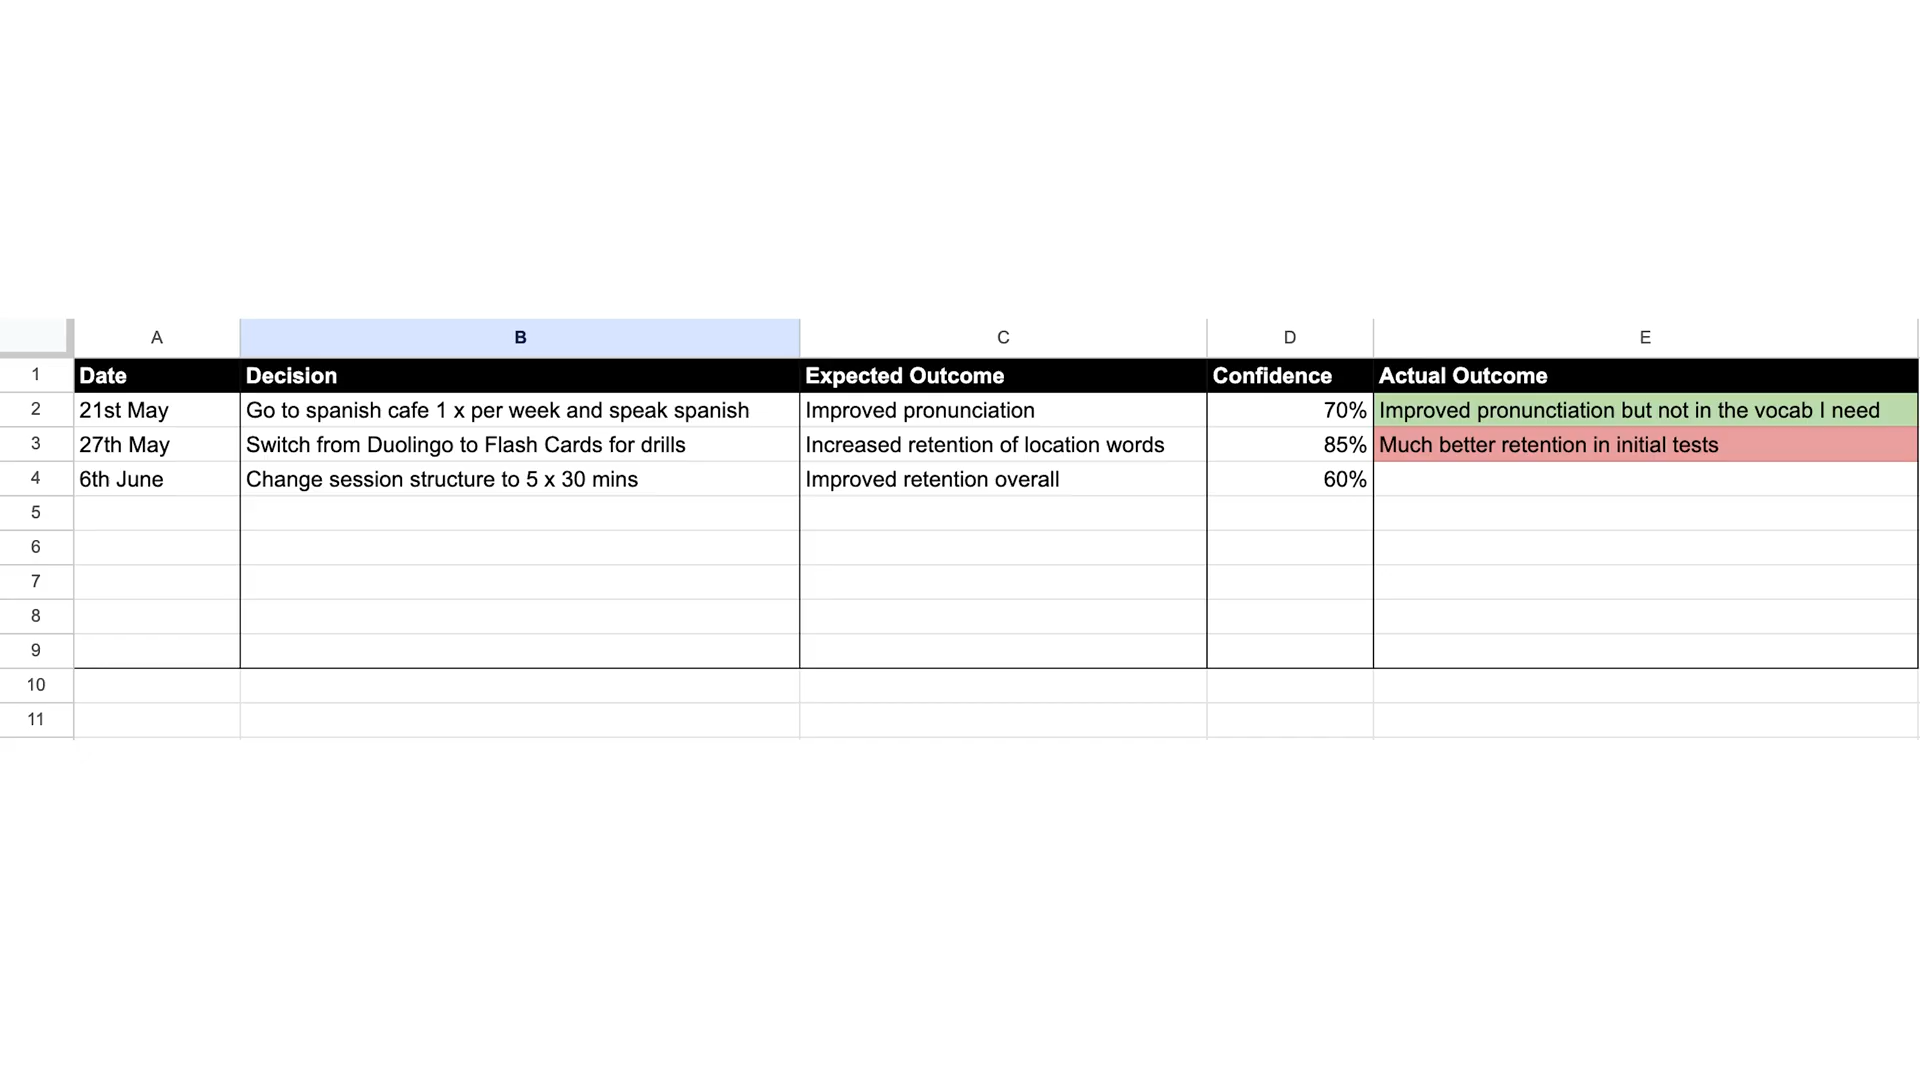 A B C D E
1 Date Decision Expected Outcome Confidence Actual Outcome
2 21st May Go to spanish cafe 1 x per week and speak spanish Improved pronunciation 70% Improved pronunctiation but not in the vocab I need
3 27th May Switch from Duolingo to Flash Cards for drills Increased retention of location words 85% Much better retention in initial tests
4 6th June Change session structure to 5 x 30 mins Improved retention overall 60%
5
6
7
8
9
10
11